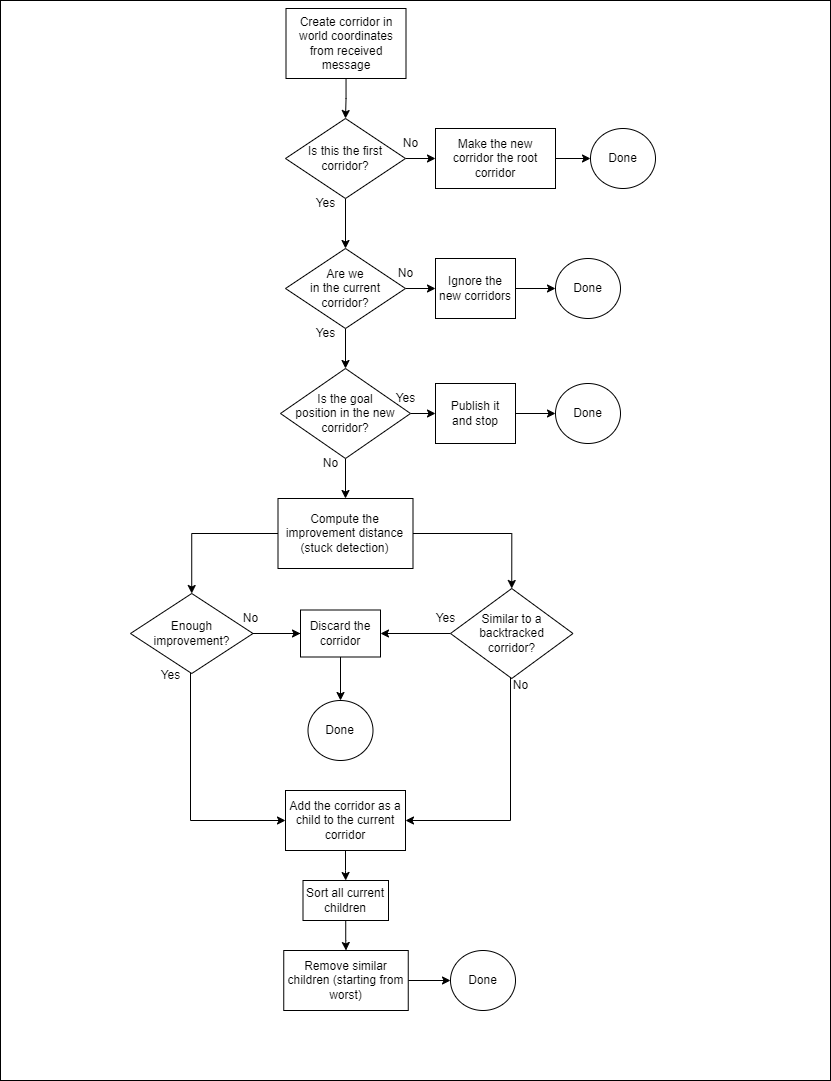 Create corridor in
world coordinates
from received
message
Is this the first
corridor?
No
Make the new
corridor the root
corridor
Done
Yes
Are we
in the current
corridor?
No
Ignore the
new corridors
Done
Yes
Is the goal
position in the new
corridor?
Yes
Publish it
and stop
Done
No
Compute the
improvement distance
(stuck detection)
Enough
improvement?
No
Discard the
corridor
Yes
Similar to a
backtracked
corridor?
Yes
No
Done
Add the corridor as a
child to the current
corridor
Sort all current
children
Remove similar
children (starting from
worst)
Done